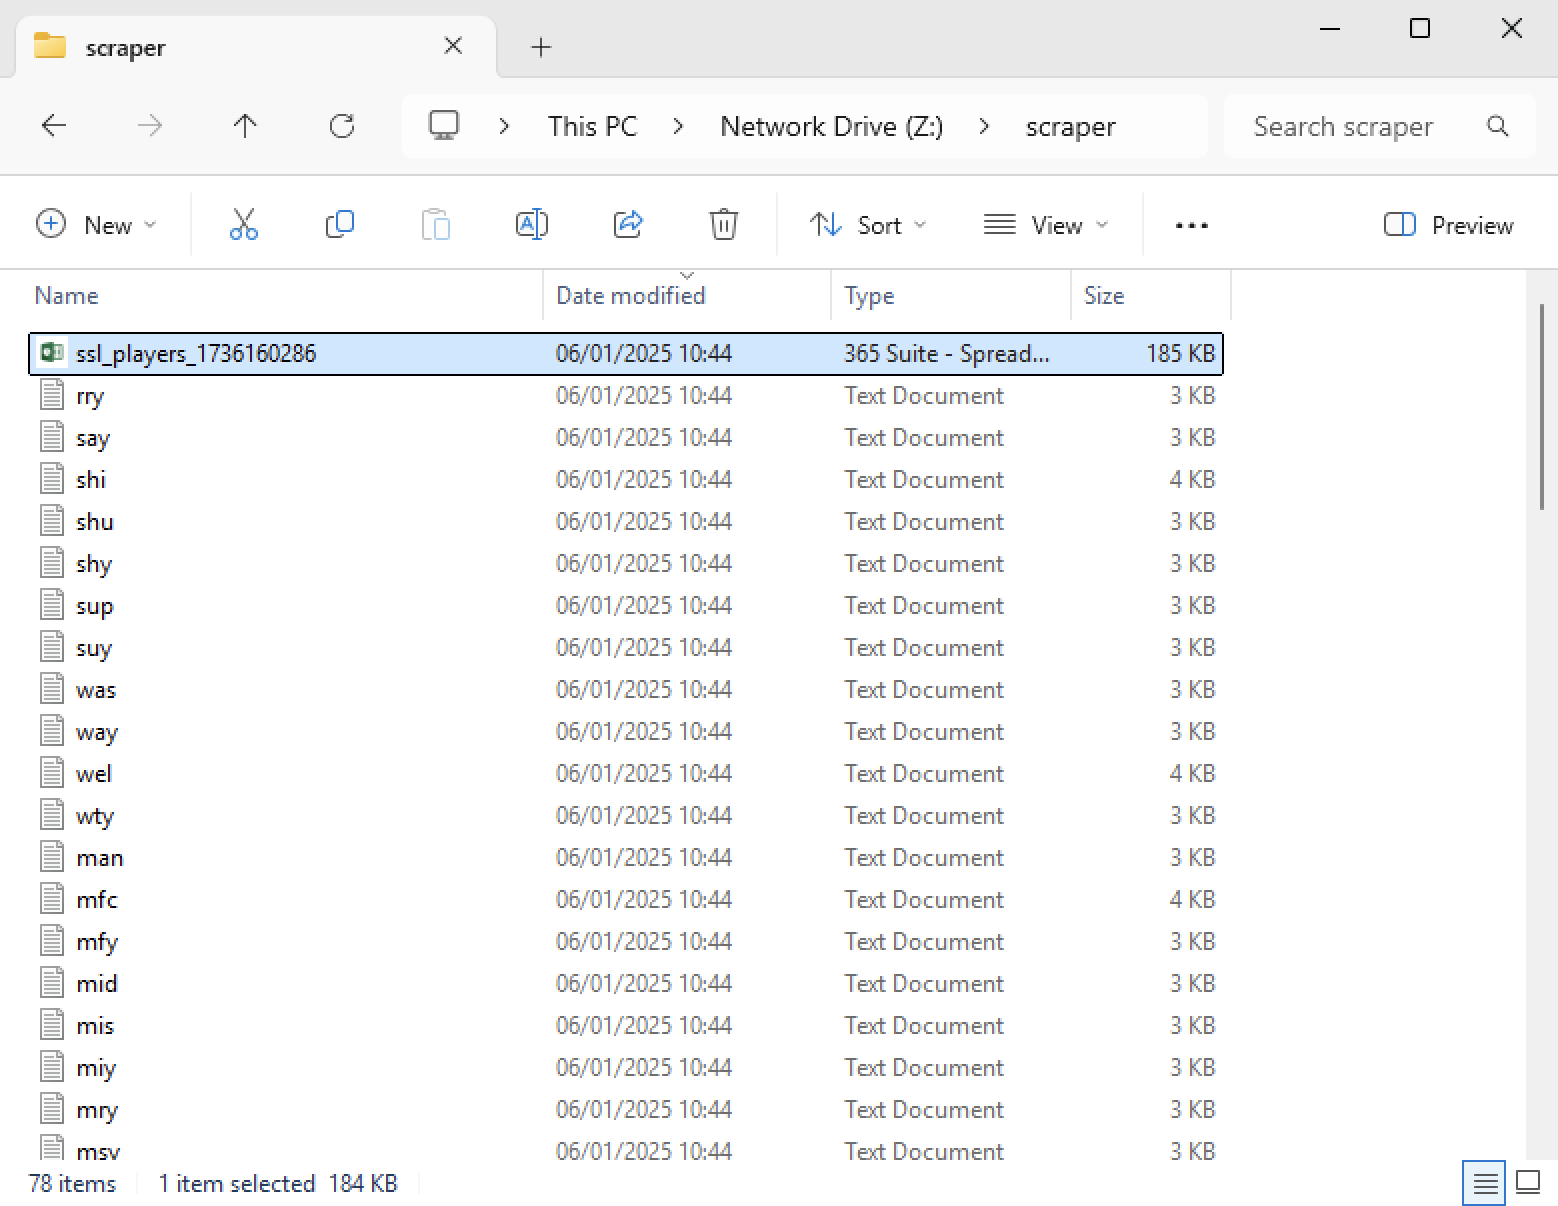 scraper
This PC > Network Drive (Z:) > scraper
Search scraper
New
Sort
View
Preview
Name Date modified Type Size
ssl_players_1736160286 06/01/2025 10:44 365 Suite - Spread... 185 KB
rry 06/01/2025 10:44 Text Document 3 KB
say 06/01/2025 10:44 Text Document 3 KB
shi 06/01/2025 10:44 Text Document 4 KB
shu 06/01/2025 10:44 Text Document 3 KB
shy 06/01/2025 10:44 Text Document 3 KB
sup 06/01/2025 10:44 Text Document 3 KB
suy 06/01/2025 10:44 Text Document 3 KB
was 06/01/2025 10:44 Text Document 3 KB
way 06/01/2025 10:44 Text Document 3 KB
wel 06/01/2025 10:44 Text Document 4 KB
wty 06/01/2025 10:44 Text Document 3 KB
man 06/01/2025 10:44 Text Document 3 KB
mfc 06/01/2025 10:44 Text Document 4 KB
mfy 06/01/2025 10:44 Text Document 3 KB
mid 06/01/2025 10:44 Text Document 3 KB
mis 06/01/2025 10:44 Text Document 3 KB
miy 06/01/2025 10:44 Text Document 3 KB
mry 06/01/2025 10:44 Text Document 3 KB
06/01/2025 10:44 Text Document 3 KB
78 items 1 item selected 184 KB